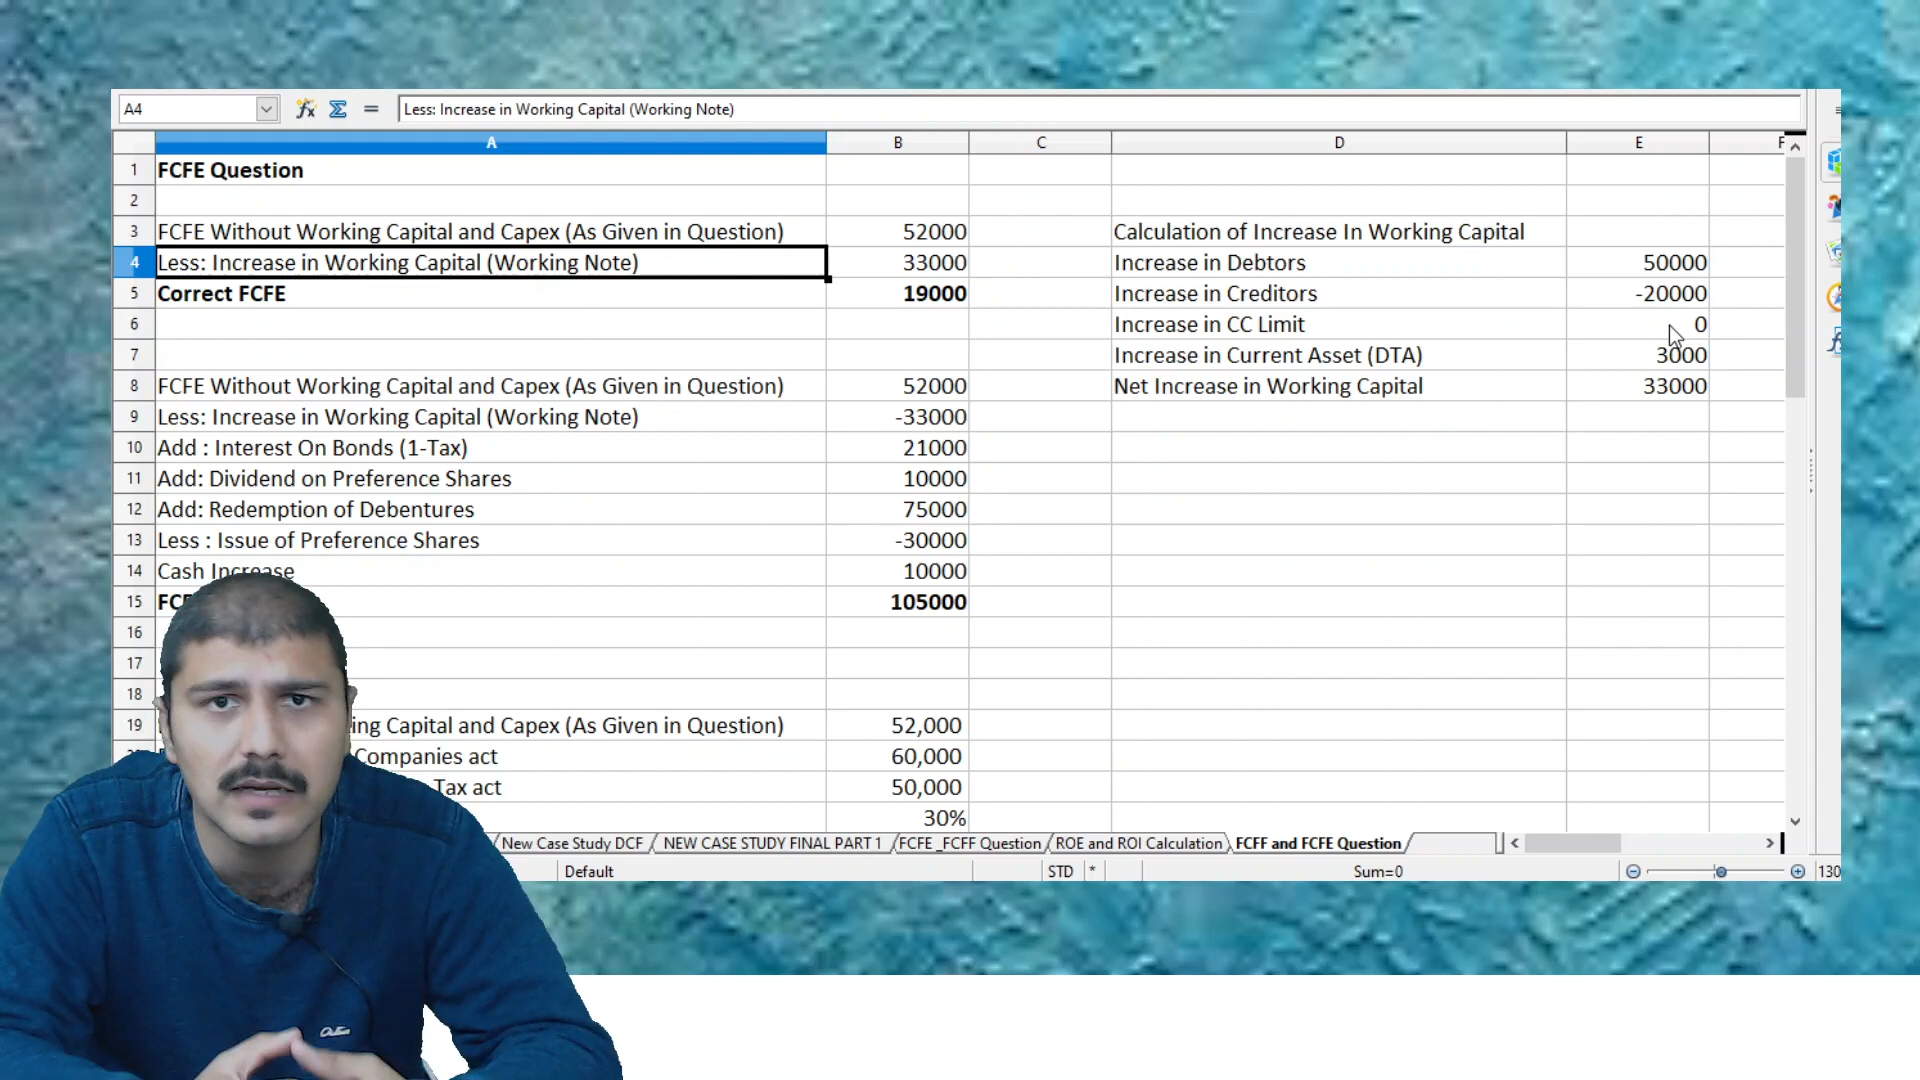 A4 = Less: Increase in Working Capital (Working Note)
A B C D E F
1 FCFE Question
2
3 FCFE Without Working Capital and Capex (As Given in Question) 52000 Calculation of Increase In Working Capital
4 Less: Increase in Working Capital (Working Note) 33000 Increase in Debtors 50000
5 Correct FCFE 19000 Increase in Creditors -20000
6 Increase in CC Limit 0
7 Increase in Current Asset (DTA) 3000
8 FCFE Without Working Capital and Capex (As Given in Question) 52000 Net Increase in Working Capital 33000
9 Less: Increase in Working Capital (Working Note) -33000
10 Add : Interest On Bonds (1-Tax) 21000
11 Add: Dividend on Preference Shares 10000
12 Add: Redemption of Debentures 75000
13 Less : Issue of Preference Shares -30000
14 Cash Increase 10000
15 105000
16
17
18
19 Capital and Capex (As Given in Question) 52,000
Companies act 60,000
Tax act 50,000
30%
New Case Study DCF NEW CASE STUDY FINAL PART 1 FCFE _FCFF Question ROE and ROI Calculation FCFF and FCFE Question
Default STD * Sum=0 130